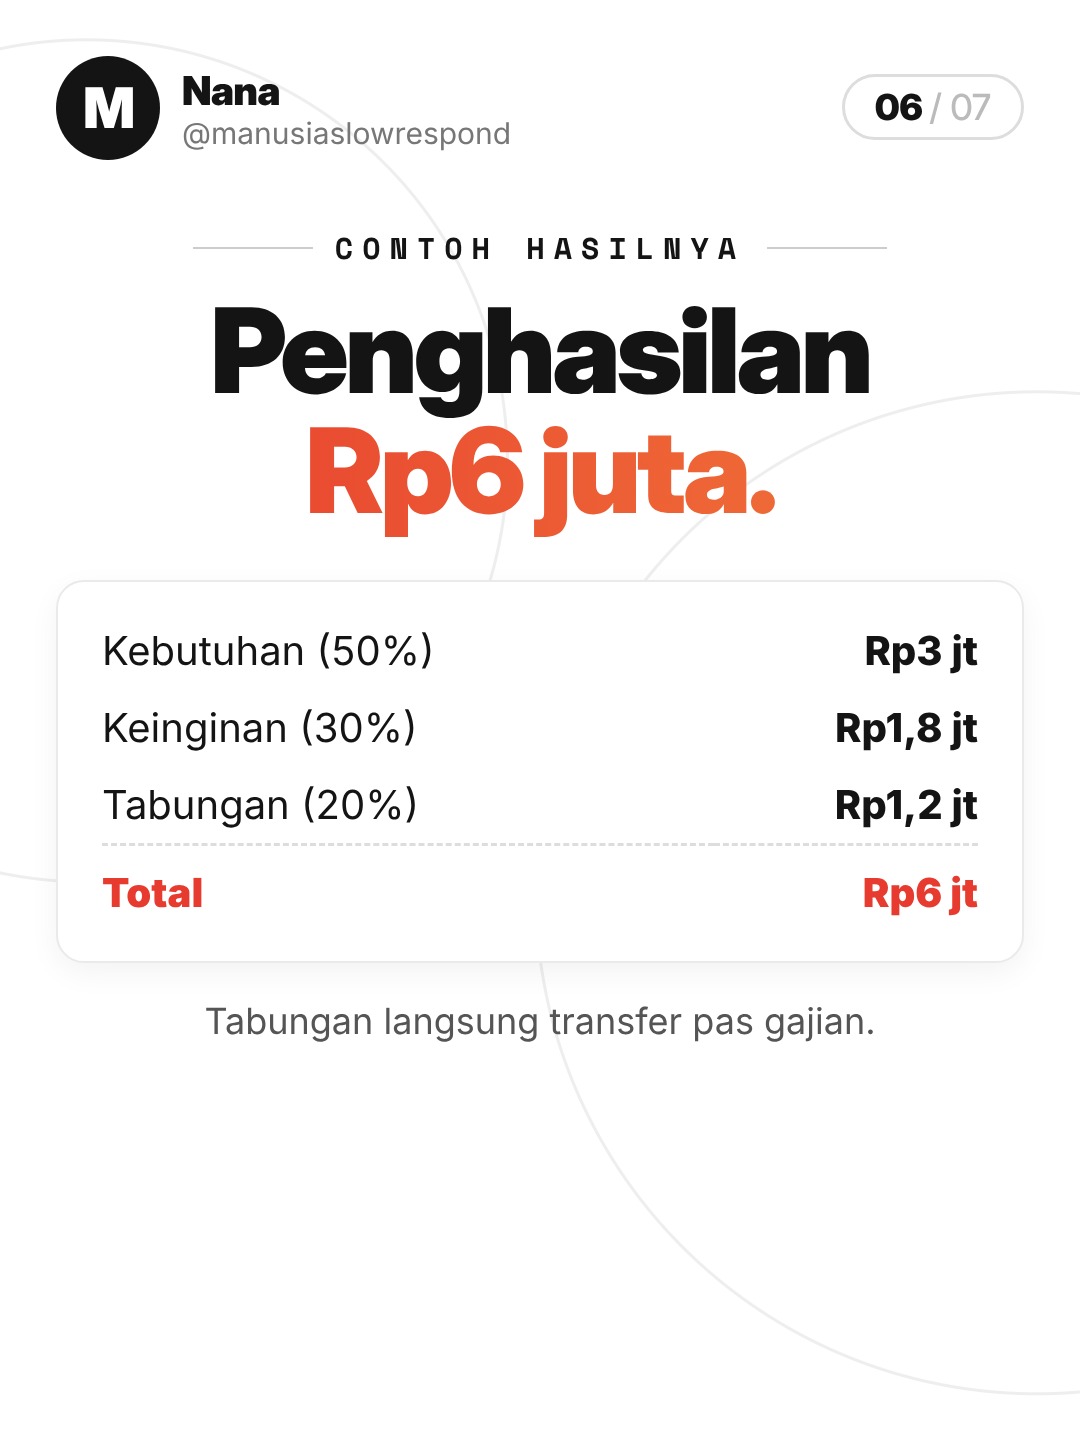 M
Nana
@manusiaslowrespond
06 / 07
CONTOH HASILNYA
Penghasilan
Rp6 juta.
Kebutuhan (50%) Rp3 jt
Keinginan (30%) Rp1,8 jt
Tabungan (20%) Rp1,2 jt
Total Rp6 jt
Tabungan langsung transfer pas gajian.